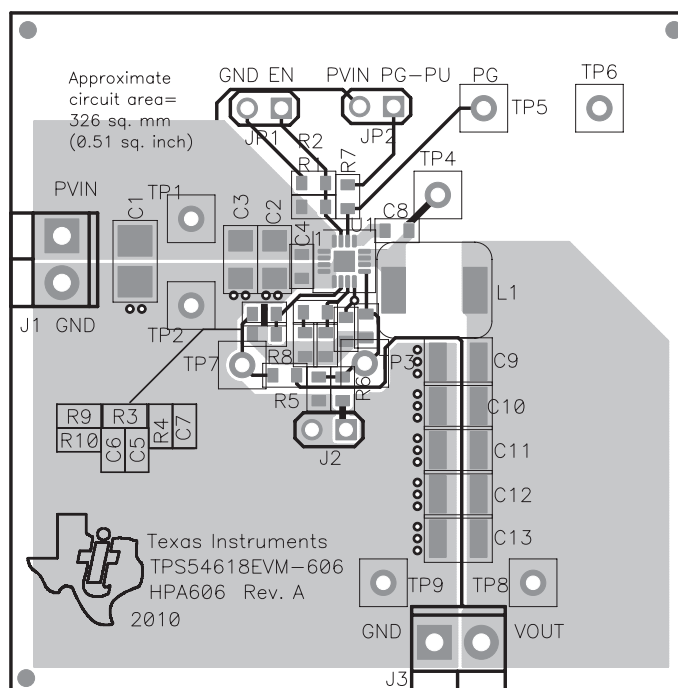 Approximate
circuit area=
326 sq. mm
(0.51 sq. inch)
GND EN
PVIN PG-PU
PG
TP6
JP1
R2
JP2
TP5
R1
R7
TP4
PVIN
C1
TP1
C3
C2
C4
U1
C8
L1
J1
GND
TP2
TP7
R8
P3
C9
R5
R6
C10
R9
R3
R10
C6
C5
R4
C7
J2
C11
C12
C13
Texas Instruments
TPS54618EVM-606
HPA606 Rev. A
2010
TP9
TP8
GND
VOUT
J3